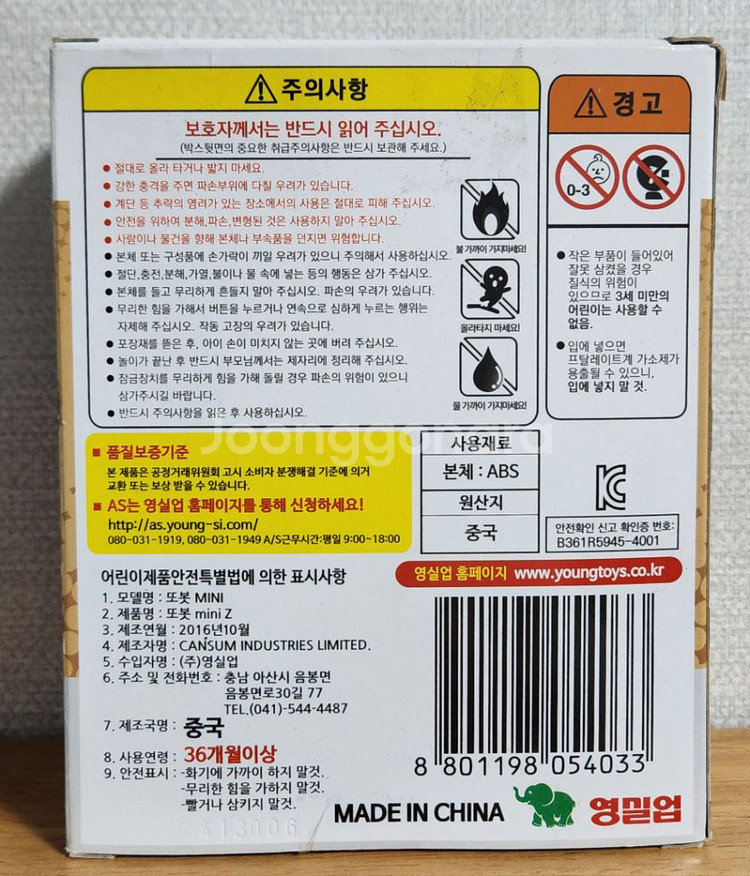 주의사항
보호자께서는 반드시 읽어 주십시오.
(박스뒷면의 중요한 취급주의사항은 반드시 보관해 주세요.)
● 절대로 올라 타거나 밟지 마세요.
● 강한 충격을 주면 파손부위에 다칠 우려가 있습니다.
● 계단 등 추락의 염려가 있는 장소에서의 사용은 절대로 피해 주십시오.
● 안전을 위하여 분해,파손,변형된 것은 사용하지 말아 주십시오.
● 사람이나 물건을 향해 본체나 부속품을 던지면 위험합니다.
● 본체 또는 구성품에 손가락이 끼일 우려가 있으니 주의해서 사용하십시오.
● 절단,충전,분해,가열,불이나 물 속에 넣는 등의 행동은 삼가 주십시오.
● 본체를 들고 무리하게 흔들지 말아 주십시오. 파손의 우려가 있습니다.
● 무리한 힘을 가해서 버튼을 누르거나 연속으로 심하게 누르는 행위는
자제해 주십시오. 작동 고장의 우려가 있습니다.
● 포장재를 뜯은 후, 아이 손이 미치지 않는 곳에 버려 주십시오.
● 놀이가 끝난 후 반드시 부모님께서는 제자리에 정리해 주십시오.
● 잠금장치를 무리하게 힘을 가해 돌릴 경우 파손의 위험이 있으니
삼가주시길 바랍니다.
● 반드시 주의사항을 읽은 후 사용하십시오.
불 가까이 가지마세요!
올라타지 마세요!
물 가까이 가지마세요!
경고
0-3
● 작은 부품이 들어있어
잘못 삼켰을 경우
질식의 위험이
있으므로 3세 미만의
어린이는 사용할 수
없음.
● 입에 넣으면
프탈레이트계 가소제가
용출될 수 있으니,
입에 넣지 말 것.
Joonggonara
■ 품질보증기준
본 제품은 공정거래위원회 고시 소비자 분쟁해결 기준에 의거
교환 또는 보상 받을 수 있습니다.
■ AS는 영실업 홈페이지를 통해 신청하세요!
http://as.young-si.com/
080-031-1919, 080-031-1949 A/S근무시간:평일 9:00~18:00
사용재료
본체 : ABS
원산지
중국
안전확인 신고 확인증 번호:
B361R5945-4001
영실업 홈페이지 www.youngtoys.co.kr
어린이제품안전특별법에 의한 표시사항
1. 모델명 : 또봇 MINI
2. 제품명 : 또봇 mini Z
3. 제조연월 : 2016년10월
4. 제조자명 : CANSUM INDUSTRIES LIMITED.
5. 수입자명 : (주)영실업
6. 주소 및 전화번호 : 충남 아산시 음봉면
음봉면로30길 77
TEL.(041)-544-4487
7. 제조국명 : 중국
8. 사용연령 : 36개월이상
9. 안전표시 : -화기에 가까이 하지 말것.
-무리한 힘을 가하지 말것.
-빨거나 삼키지 말것.
8 801198 054033
413006
MADE IN CHINA
영실업